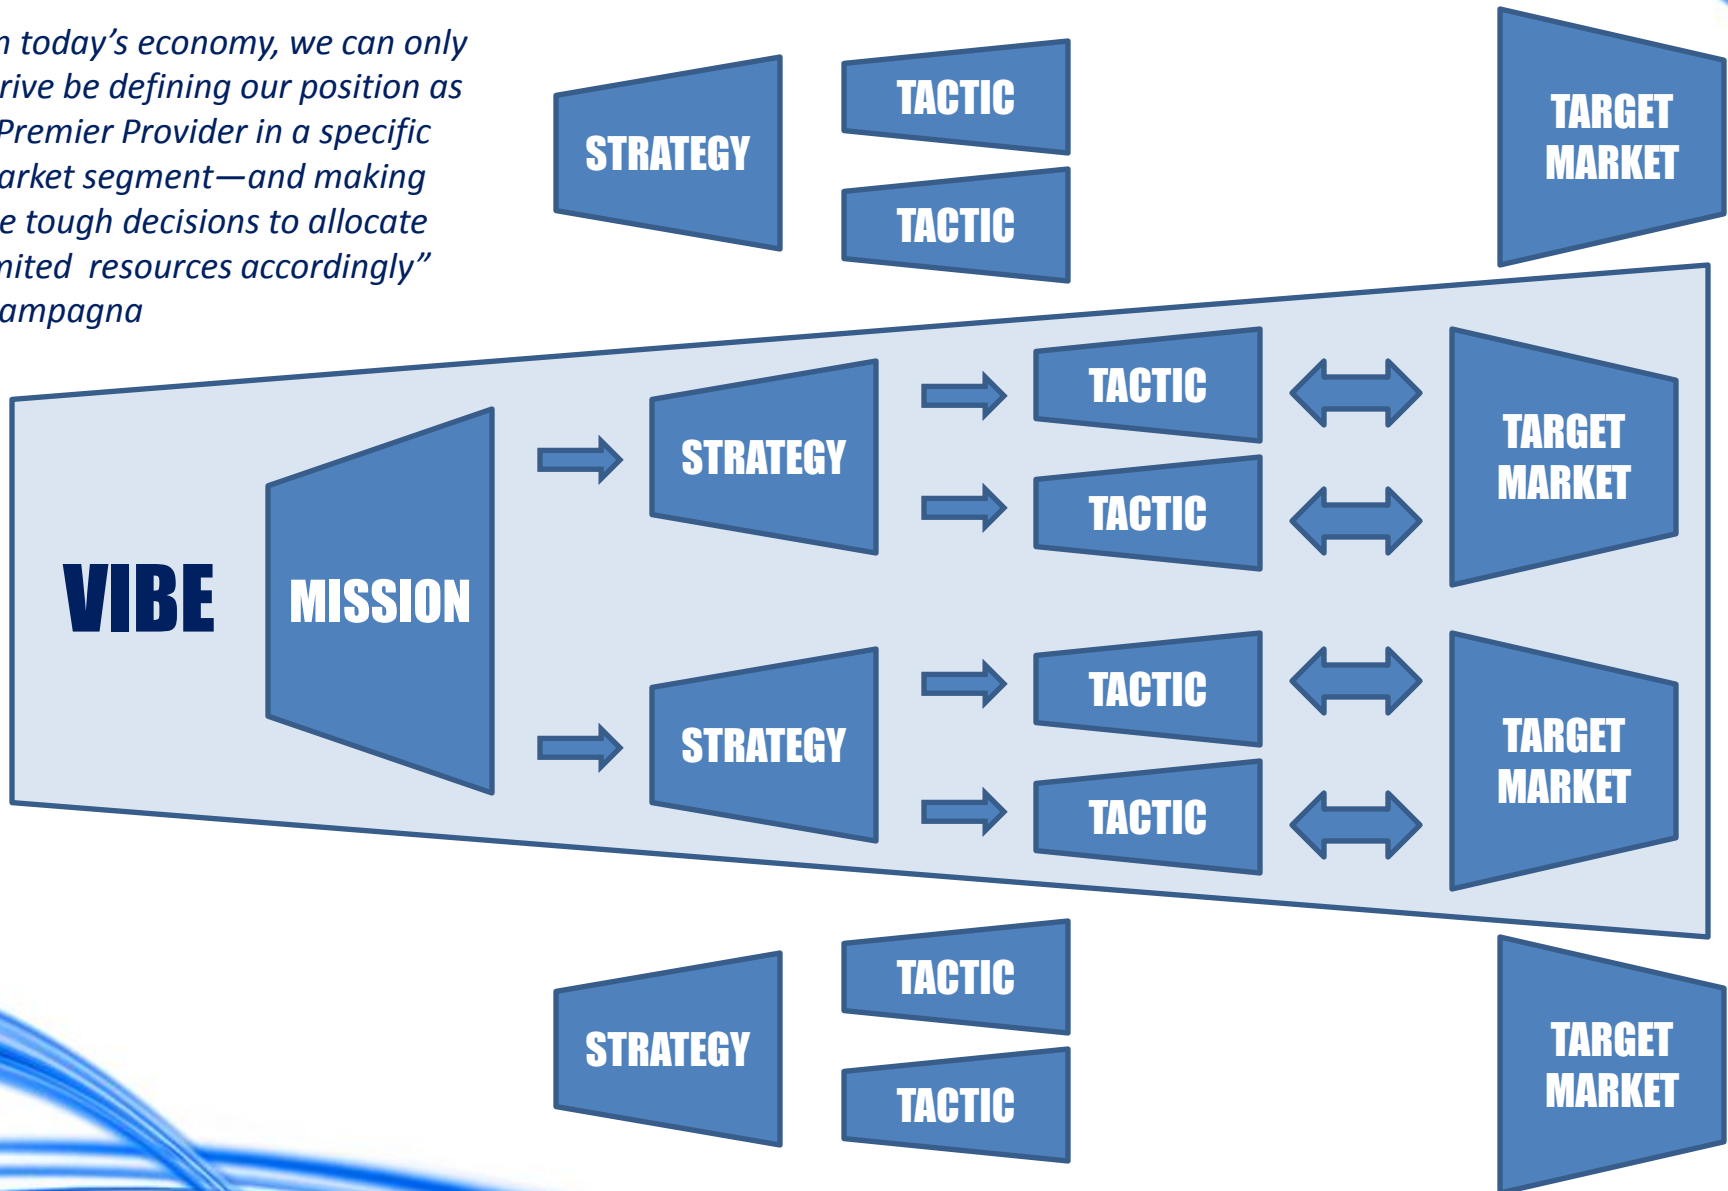 n today’s economy, we can only
rive be defining our position as
Premier Provider in a specific
arket segment—and making
e tough decisions to allocate
mited resources accordingly”
ampagna
STRATEGY
TACTIC
TACTIC
TARGET
MARKET
VIBE
MISSION
STRATEGY
TACTIC
TACTIC
TARGET
MARKET
STRATEGY
TACTIC
TACTIC
TARGET
MARKET
STRATEGY
TACTIC
TACTIC
TARGET
MARKET